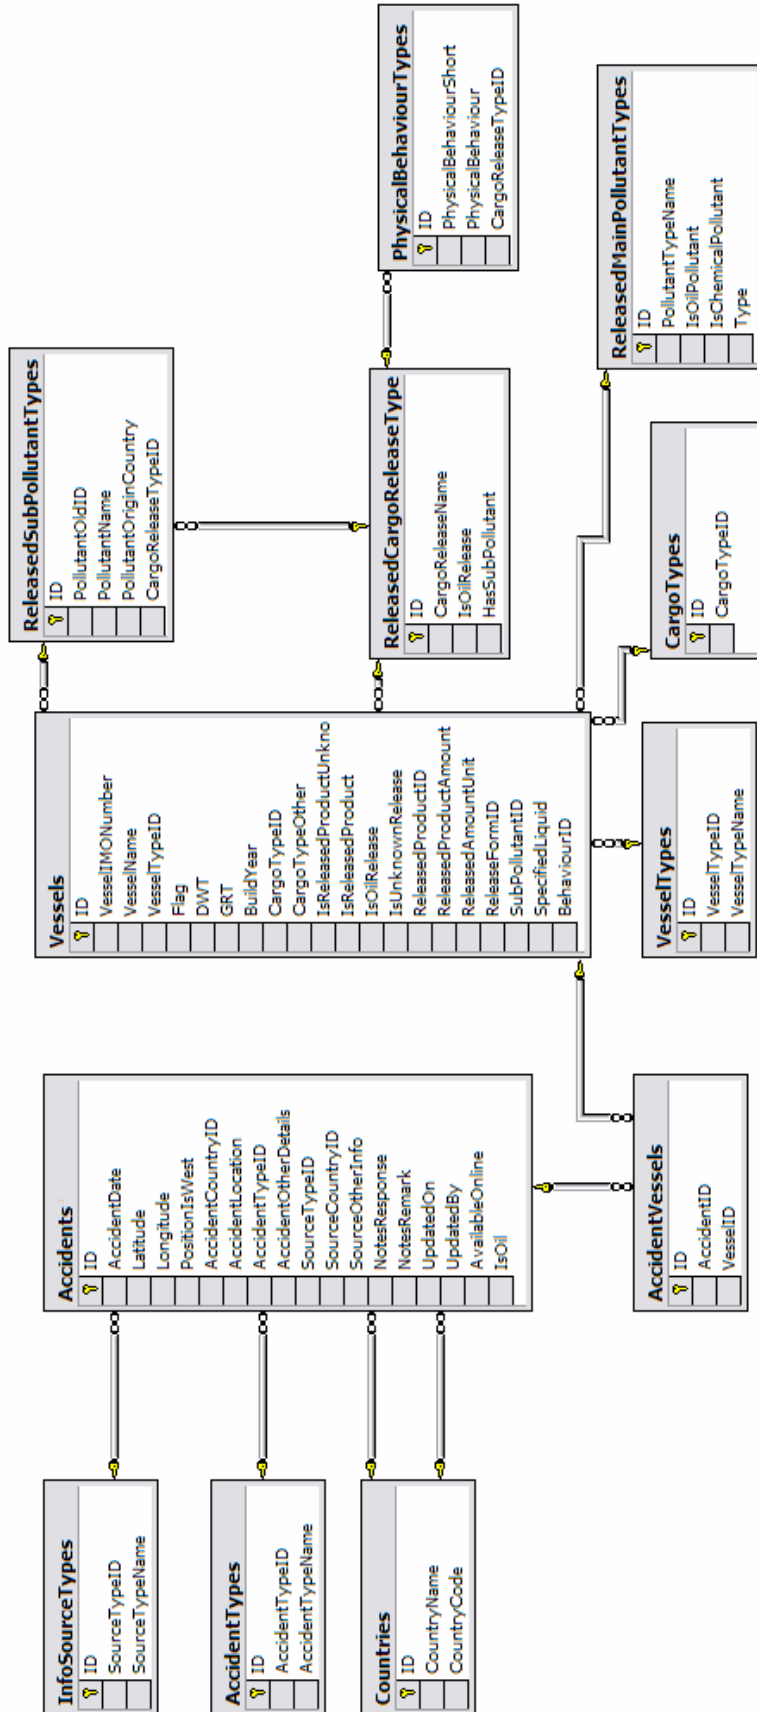 InfoSourceTypes
ID
SourceTypeID
SourceTypeName
AccidentTypes
ID
AccidentTypeID
AccidentTypeName
Countries
ID
CountryName
CountryCode
Accidents
ID
AccidentDate
Latitude
Longitude
PositionIsWest
AccidentCountryID
AccidentLocation
AccidentTypeID
AccidentOtherDetails
SourceTypeID
SourceCountryID
SourceOtherInfo
NotesResponse
NotesRemark
UpdatedOn
UpdatedBy
AvailableOnline
IsOil
AccidentVessels
ID
AccidentID
VesselID
Vessels
ID
VesselIMONumber
VesselName
VesselTypeID
Flag
DWT
GRT
BuildYear
CargoTypeID
CargoTypeOther
IsReleasedProductUnkno
IsReleasedProduct
IsOilRelease
IsUnknownRelease
ReleasedProductID
ReleasedProductAmount
ReleasedAmountUnit
ReleaseFormID
SubPollutantID
SpecifiedLiquid
BehaviourID
VesselTypes
ID
VesselTypeID
VesselTypeName
ReleasedSubPollutantTypes
ID
PollutantOldID
PollutantName
PollutantOriginCountry
CargoReleaseTypeID
ReleasedCargoReleaseType
ID
CargoReleaseName
IsOilRelease
HasSubPollutant
CargoTypes
ID
CargoTypeID
PhysicalBehaviourTypes
ID
PhysicalBehaviourShort
PhysicalBehaviour
CargoReleaseTypeID
ReleasedMainPollutantTypes
ID
PollutantTypeName
IsOilPollutant
IsChemicalPollutant
Type